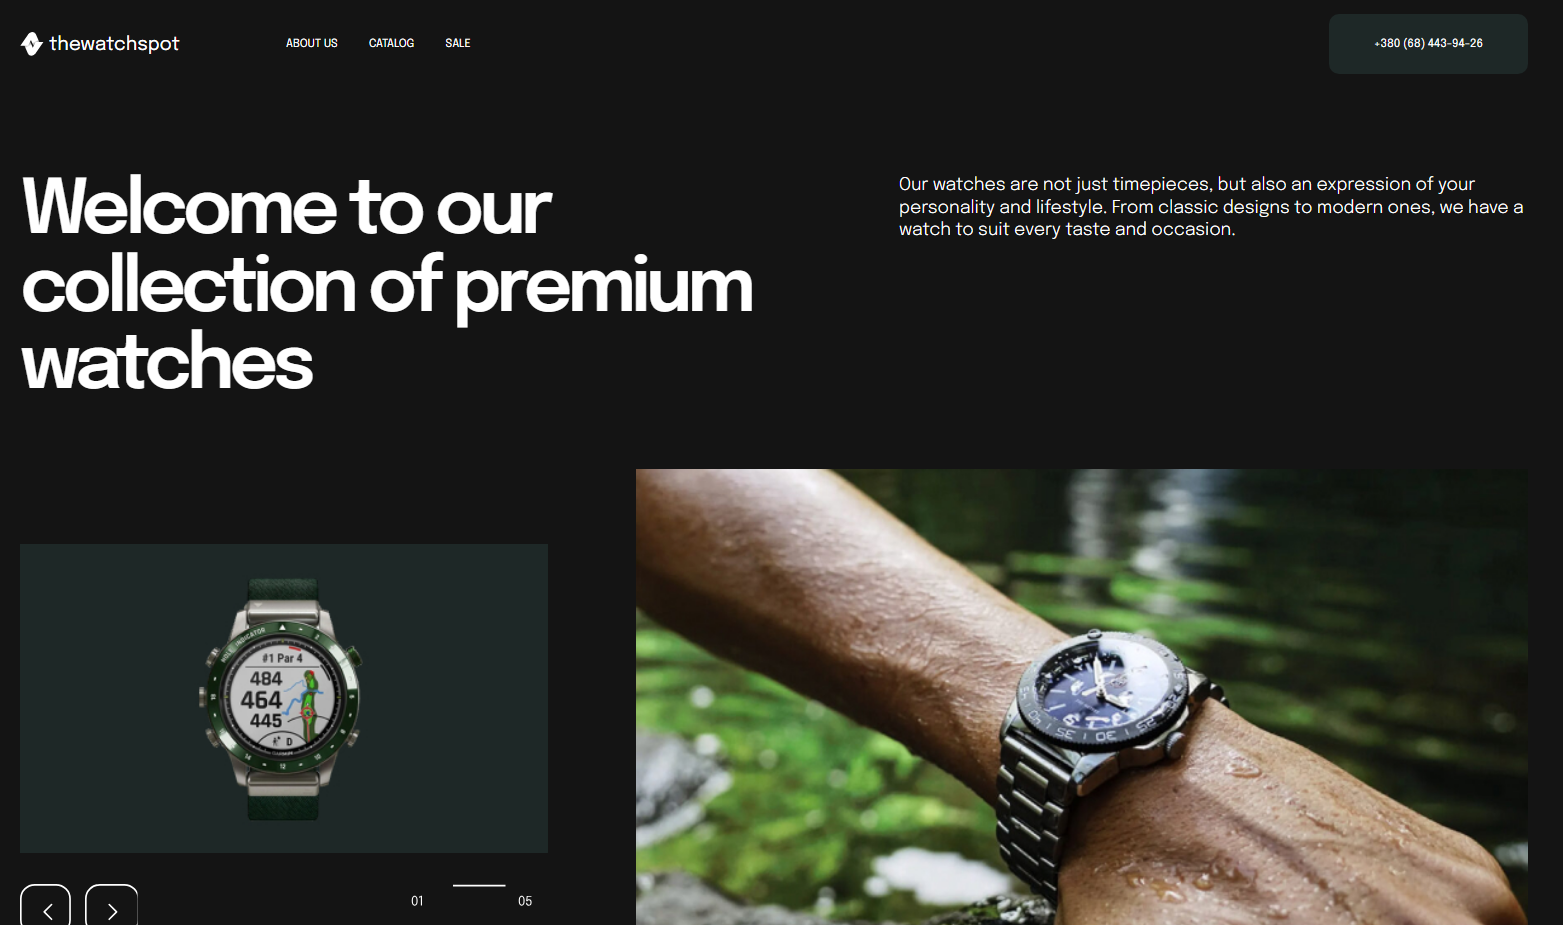 thewatchspot
ABOUT US
CATALOG
SALE
+380 (68) 443-94-26
Welcome to our
collection of premium
watches
Our watches are not just timepieces, but also an expression of your
personality and lifestyle. From classic designs to modern ones, we have a
watch to suit every taste and occasion.
#1 Par 4
484
464
445
D
01
05